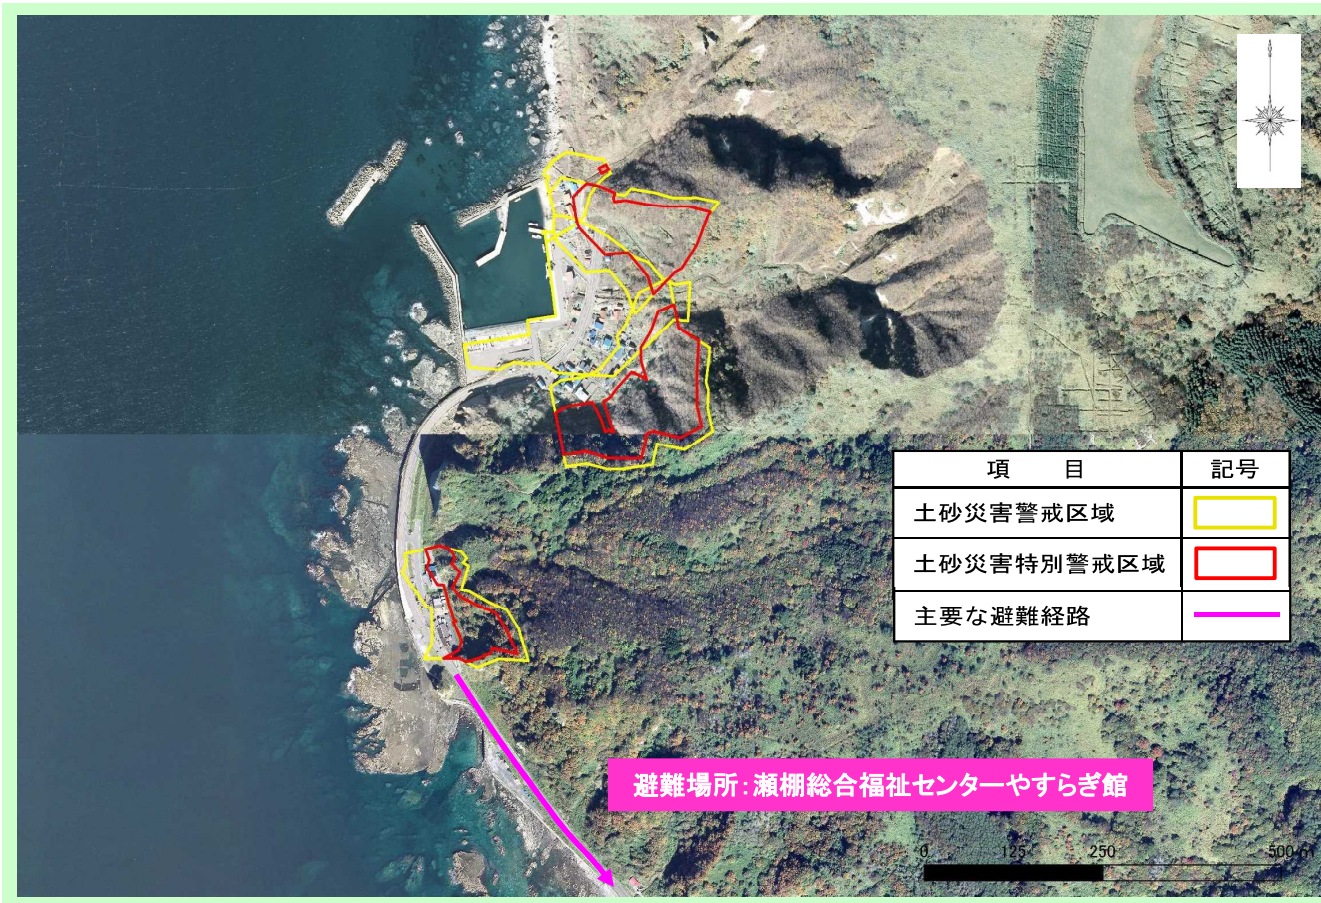 項 目 記号
土砂災害警戒区域
土砂災害特別警戒区域
主要な避難経路
避難場所:瀬棚総合福祉センターやすらぎ館
0 125 250 500